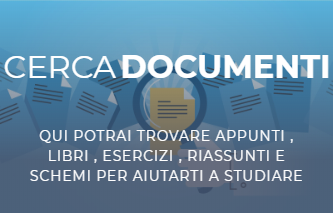 CERCA DOCUMENTI
QUI POTRAI TROVARE APPUNTI ,
LIBRI , ESERCIZI , RIASSUNTI E
SCHEMI PER AIUTARTI A STUDIARE